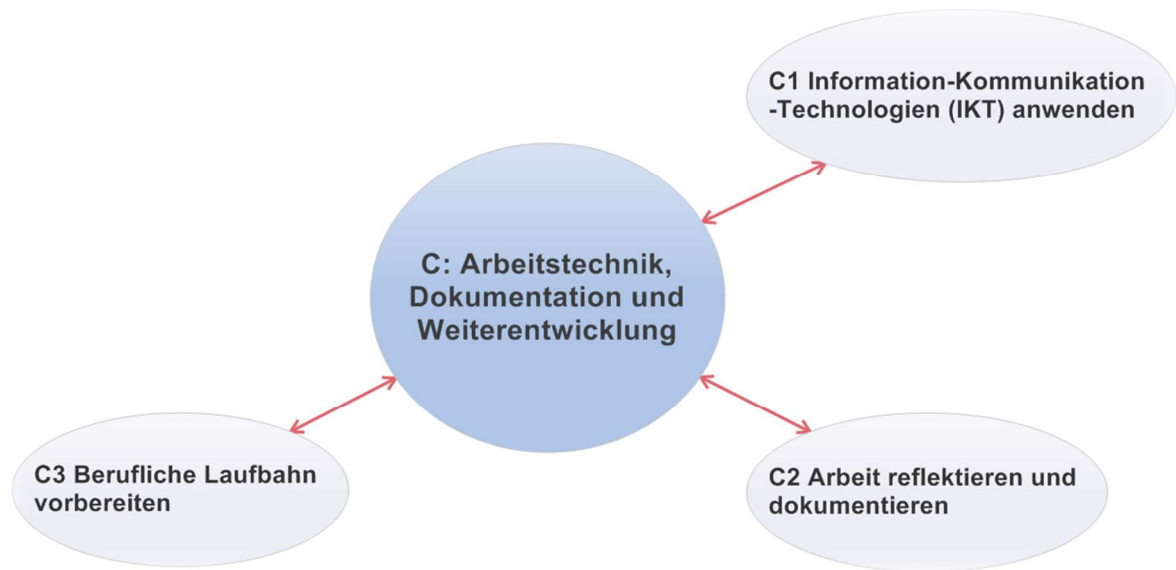 C1 Information-Kommunikation
-Technologien (IKT) anwenden
C: Arbeitstechnik,
Dokumentation und
Weiterentwicklung
C3 Berufliche Laufbahn
vorbereiten
C2 Arbeit reflektieren und
dokumentieren